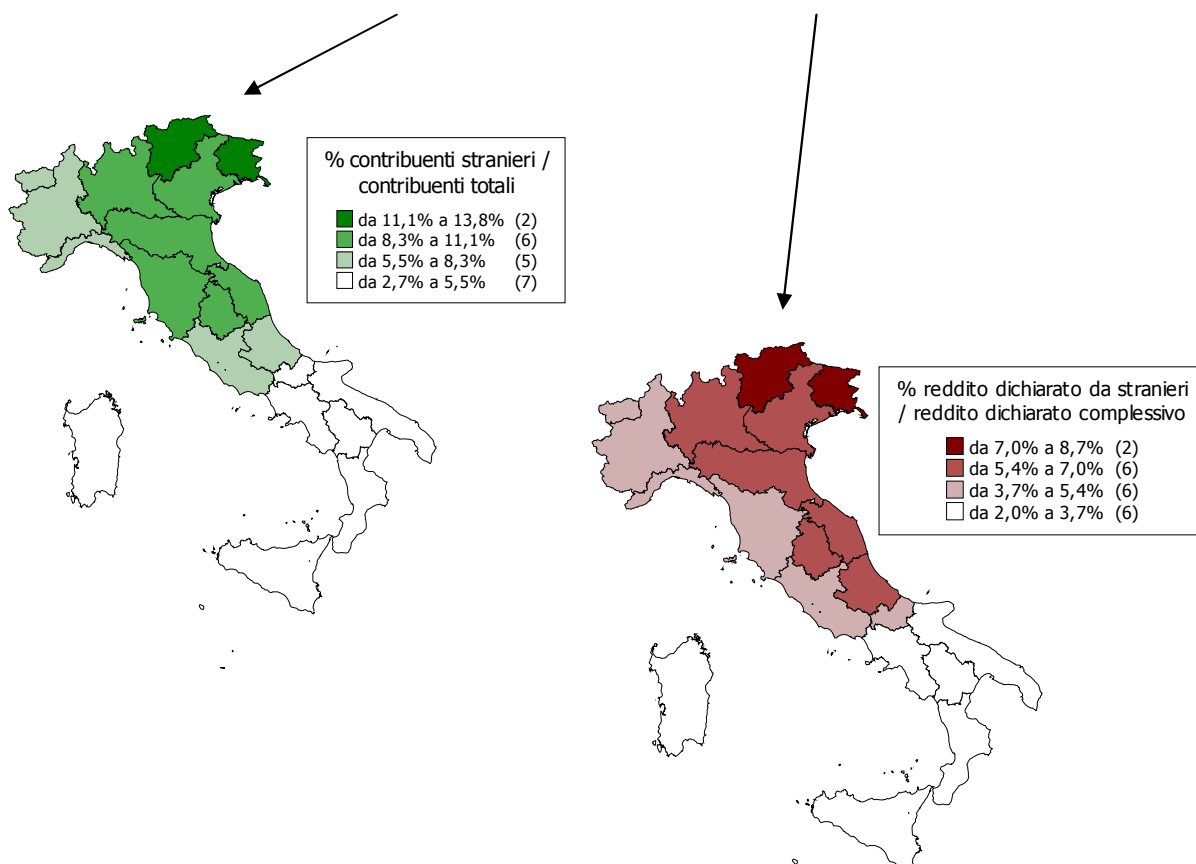 % contribuenti stranieri /
contribuenti totali
da 11,1% a 13,8% (2)
da 8,3% a 11,1% (6)
da 5,5% a 8,3% (5)
da 2,7% a 5,5% (7)
% reddito dichiarato da stranieri
/ reddito dichiarato complessivo
da 7,0% a 8,7% (2)
da 5,4% a 7,0% (6)
da 3,7% a 5,4% (6)
da 2,0% a 3,7% (6)